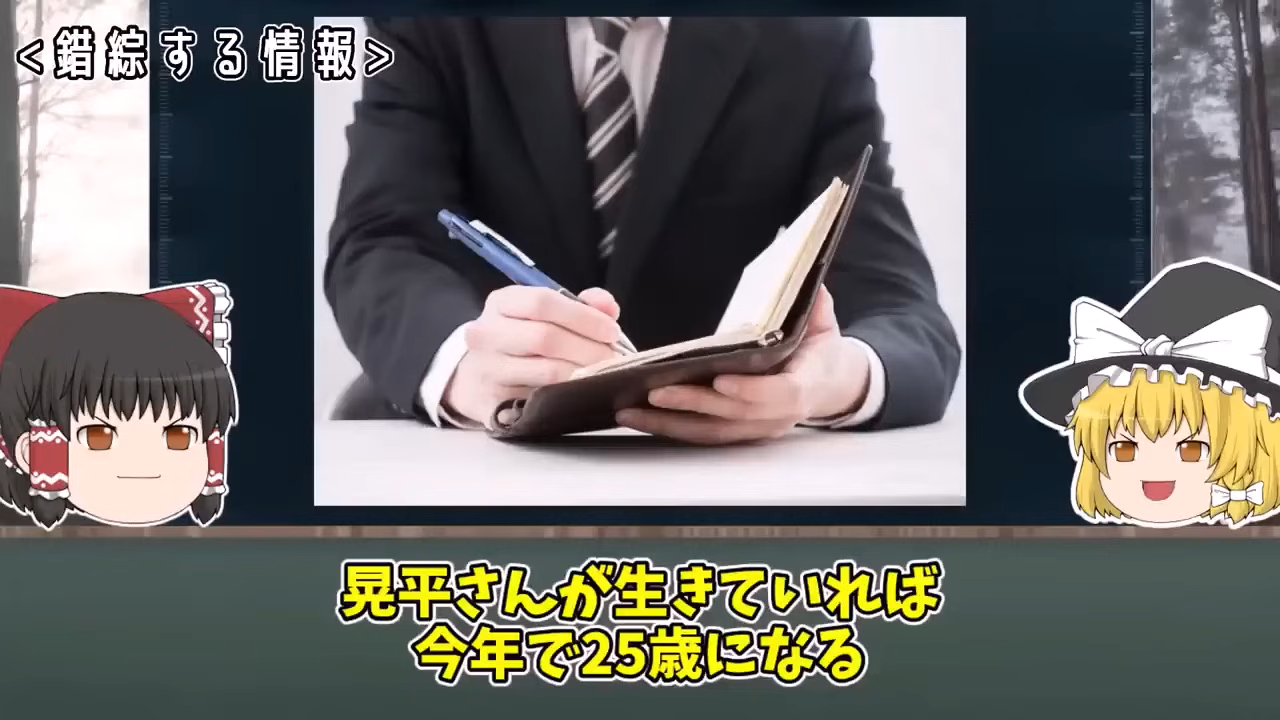 <錯綜する情報>
晃平さんが生きていれば
今年で25歳になる